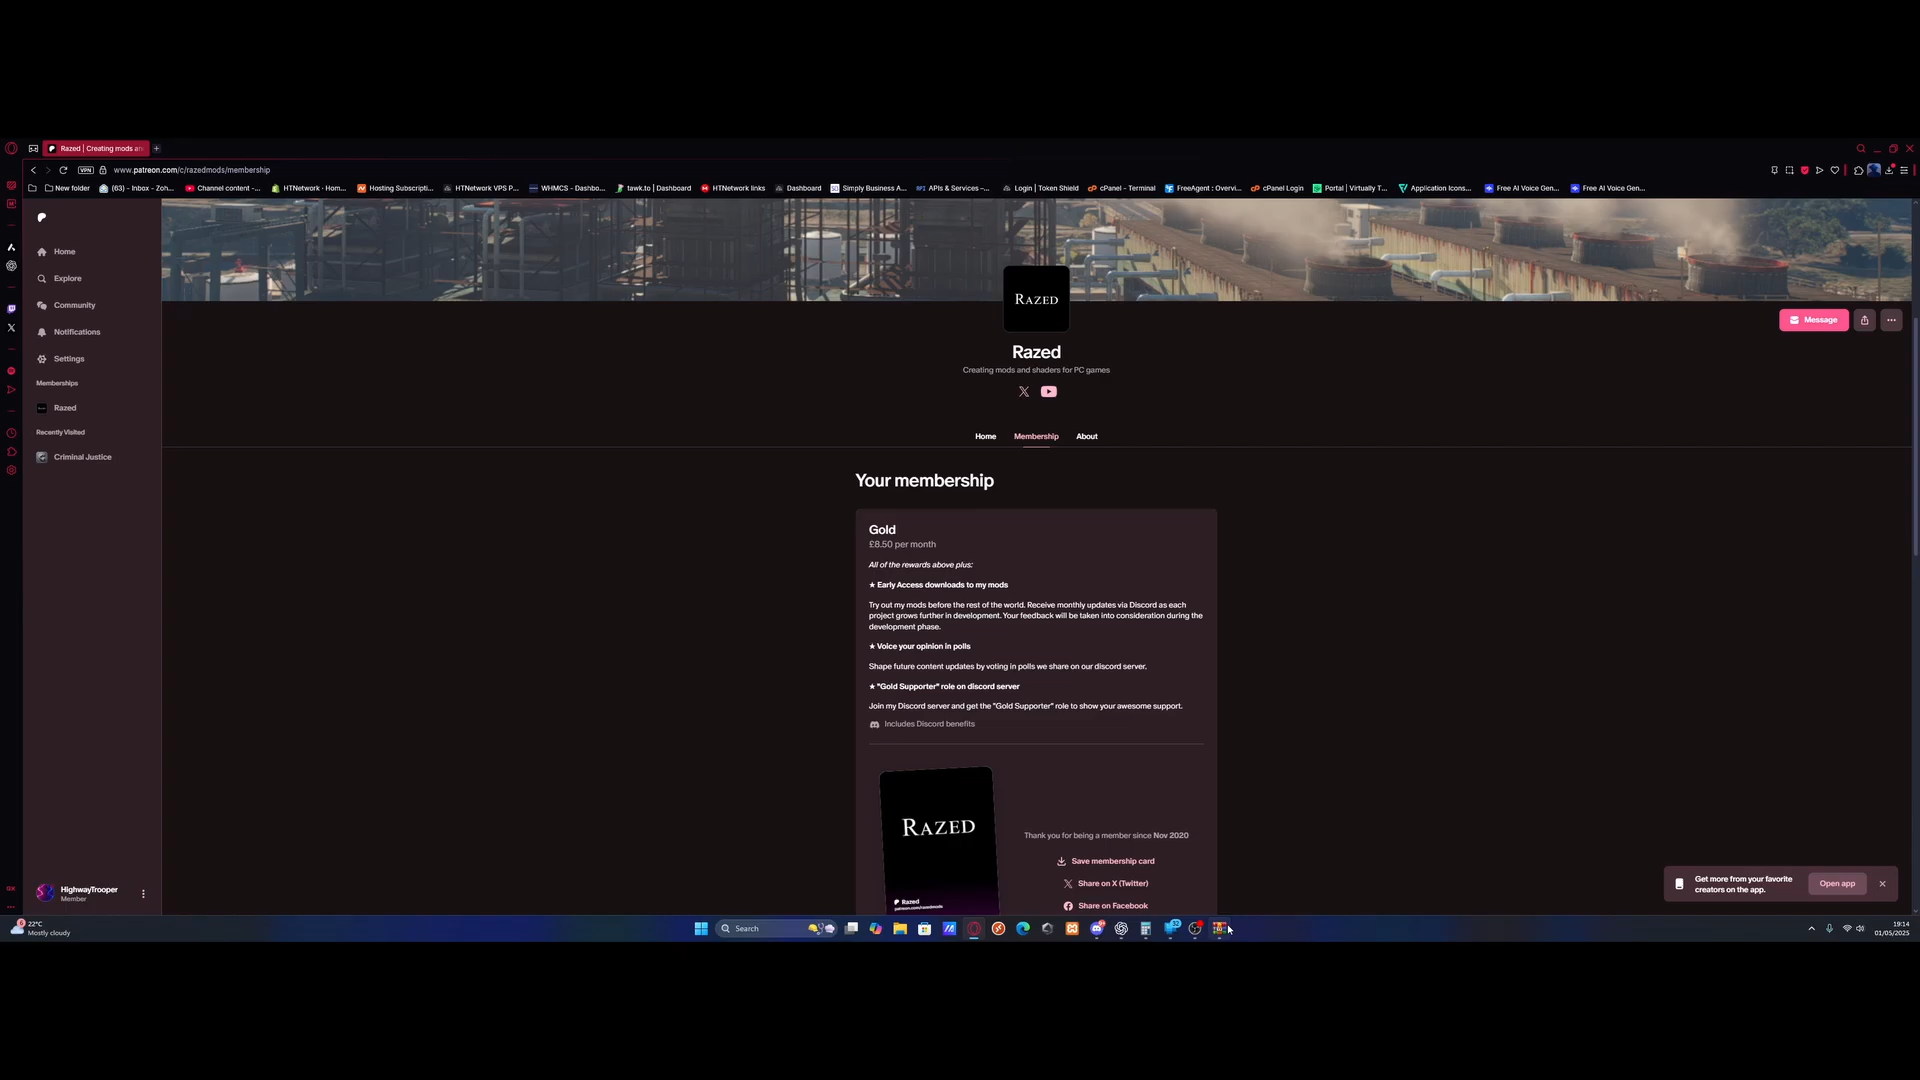 Razed | Creating mods an
VPN
www.patreon.com/c/razedmods/membership
New folder
(63) - Inbox - Zoh...
Channel content -...
HTNetwork - Hom...
Hosting Subscripti...
HTNetwork VPS P...
WHMCS - Dashbo...
tawk.to | Dashboard
HTNetwork links
Dashboard
Simply Business A...
APIs & Services –...
Login | Token Shield
cPanel - Terminal
FreeAgent : Overvi...
cPanel Login
Portal | Virtually T...
Application Icons...
Free AI Voice Gen...
Free AI Voice Gen...
Home
Explore
Community
Notifications
Settings
Memberships
Razed
Recently Visited
Criminal Justice
HighwayTrooper
Member
RAZED
Message
Razed
Creating mods and shaders for PC games
Home
Membership
About
Your membership
Gold
£8.50 per month
All of the rewards above plus:
★ Early Access downloads to my mods
Try out my mods before the rest of the world. Receive monthly updates via Discord as each
project grows further in development. Your feedback will be taken into consideration during the
development phase.
★ Voice your opinion in polls
Shape future content updates by voting in polls we share on our discord server.
★ "Gold Supporter" role on discord server
Join my Discord server and get the "Gold Supporter" role to show your awesome support.
Includes Discord benefits
RAZED
Razed
patreon.com/razedmods
Thank you for being a member since Nov 2020
Save membership card
Share on X (Twitter)
Share on Facebook
Get more from your favorite
creators on the app.
Open app
22°C
Mostly cloudy
Search
19:14
01/05/2025